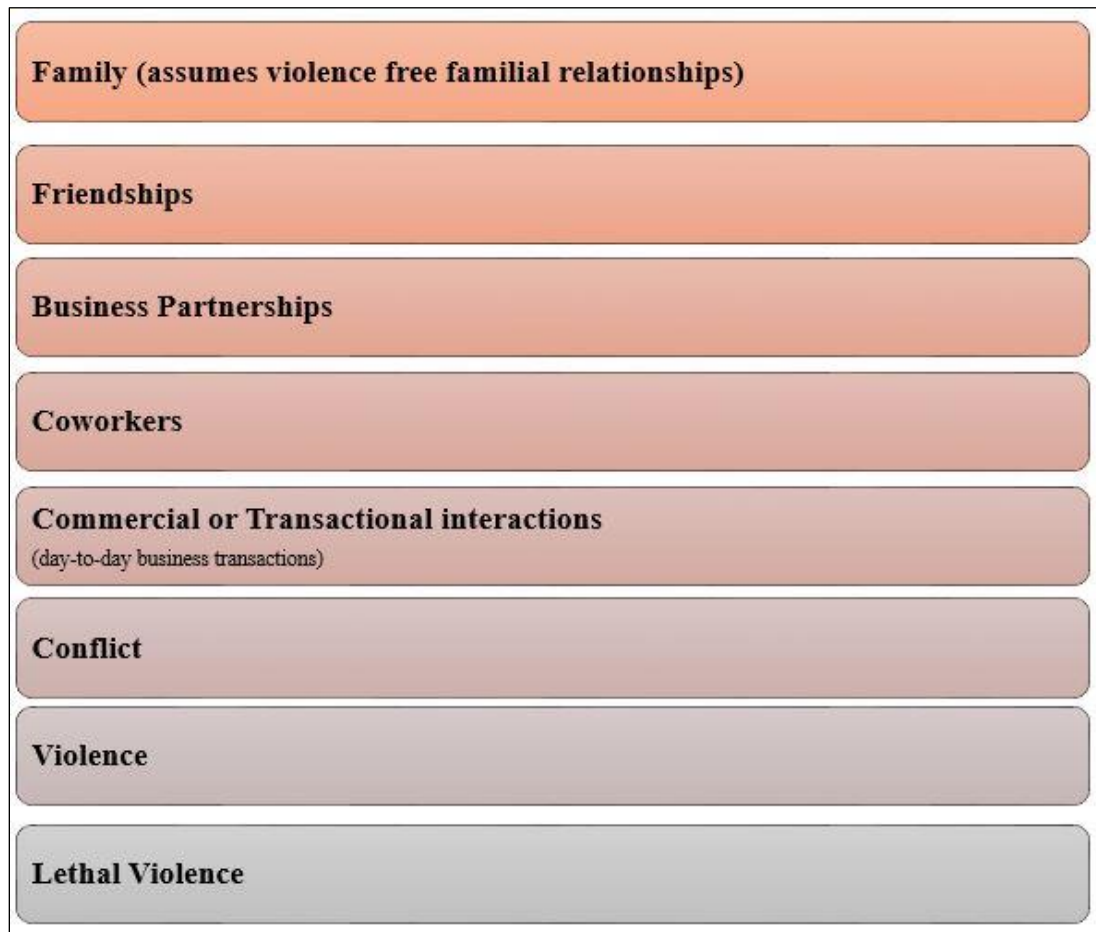 Family (assumes violence free familial relationships)
Friendships
Business Partnerships
Coworkers
Commercial or Transactional interactions
(day-to-day business transactions)
Conflict
Violence
Lethal Violence